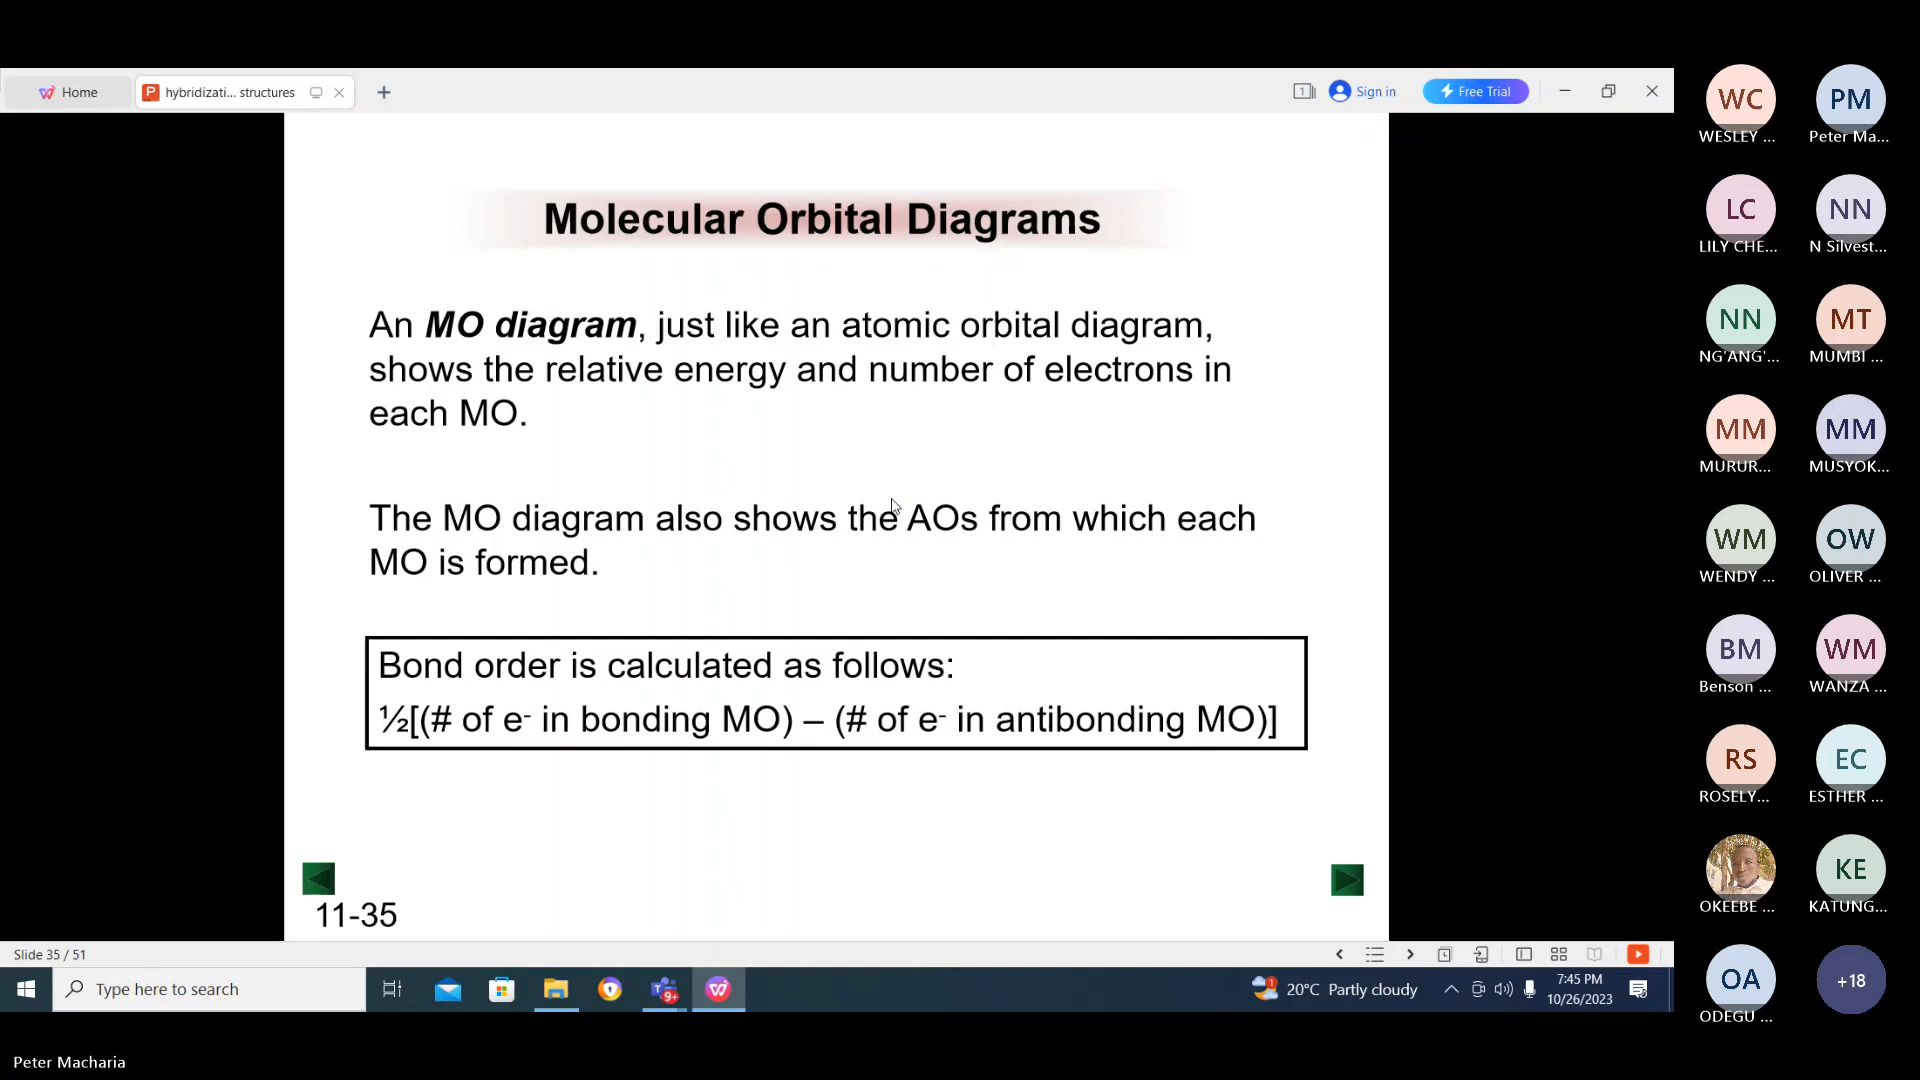 Home
hybridizati... structures
1
Sign in
Free Trial
Molecular Orbital Diagrams
An MO diagram, just like an atomic orbital diagram,
shows the relative energy and number of electrons in
each MO.
The MO diagram also shows the AOs from which each
MO is formed.
Bond order is calculated as follows:
½[(# of e- in bonding MO) – (# of e- in antibonding MO)]
11-35
Slide 35 / 51
Type here to search
9+
1
20°C Partly cloudy
7:45 PM
10/26/2023
Peter Macharia
WC
WESLEY ...
PM
Peter Ma...
LC
LILY CHE...
NN
N Silvest...
NN
NG'ANG'...
MT
MUMBI ...
MM
MURUR...
MM
MUSYOK...
WM
WENDY ...
OW
OLIVER ...
BM
Benson ...
WM
WANZA ...
RS
ROSELY...
EC
ESTHER ...
OKEEBE ...
KE
KATUNG...
OA
ODEGU ...
+18